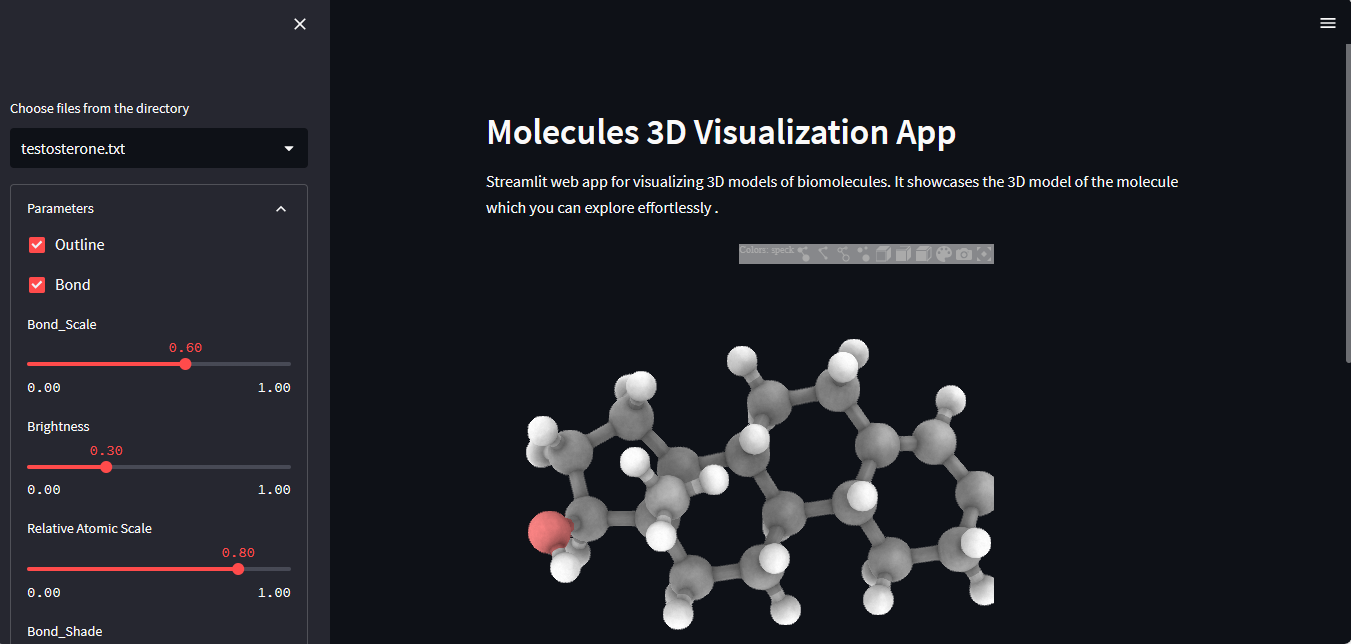 Choose files from the directory
testosterone.txt
Parameters
Outline
Bond
Bond_Scale
0.60
0.00 1.00
Brightness
0.30
0.00 1.00
Relative Atomic Scale
0.80
0.00 1.00
Bond_Shade
Molecules 3D Visualization App
Streamlit web app for visualizing 3D models of biomolecules. It showcases the 3D model of the molecule
which you can explore effortlessly .
Colors: speck